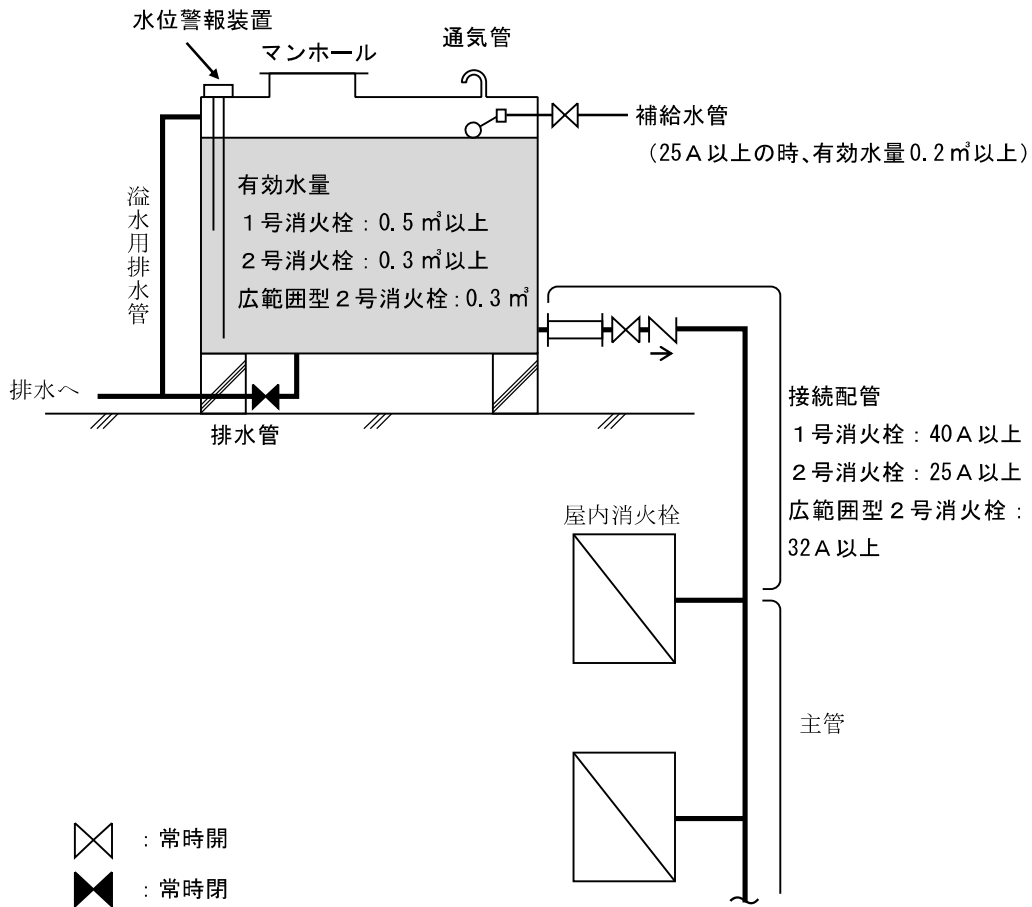 水位警報装置
マンホール
通気管
補給水管
(25A以上の時、有効水量0.2㎥以上)
溢水用排水管
有効水量
1号消火栓：0.5㎥以上
2号消火栓：0.3㎥以上
広範囲型2号消火栓：0.3㎥
排水へ
排水管
接続配管
1号消火栓：40A以上
2号消火栓：25A以上
広範囲型2号消火栓：
32A以上
屋内消火栓
主管
：常時開
：常時閉